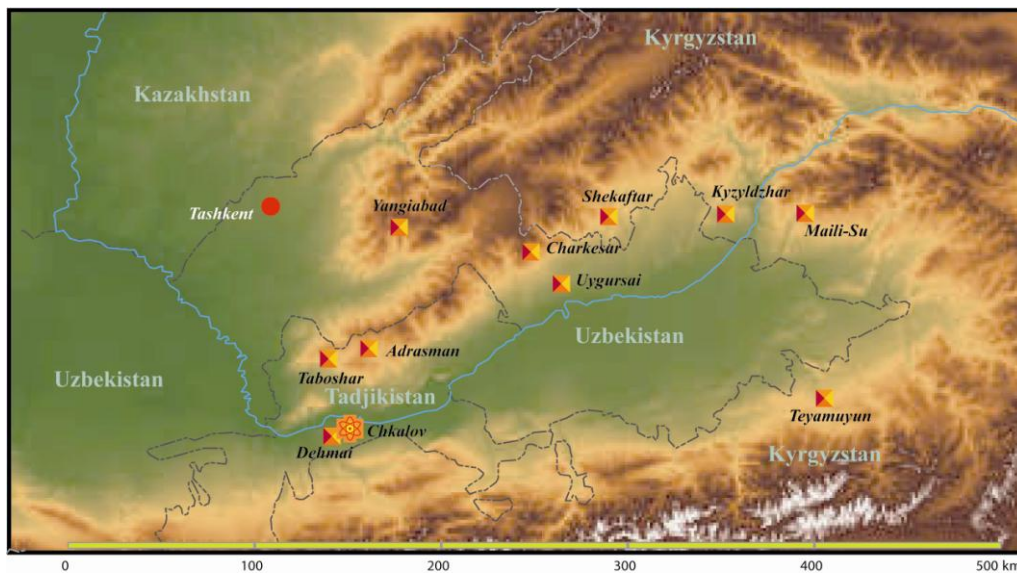 Kyrgyzstan
Kazakhstan
Tashkent
Yangiabad
Shekaftar
Kyzyldzhar
Maili-Su
Charkesar
Uygursai
Uzbekistan
Adrasman
Taboshar
Uzbekistan
Tadjikistan
Chkalov
Dehmai
Teyamuyun
Kyrgyzstan
0 100 200 300 400 500 km